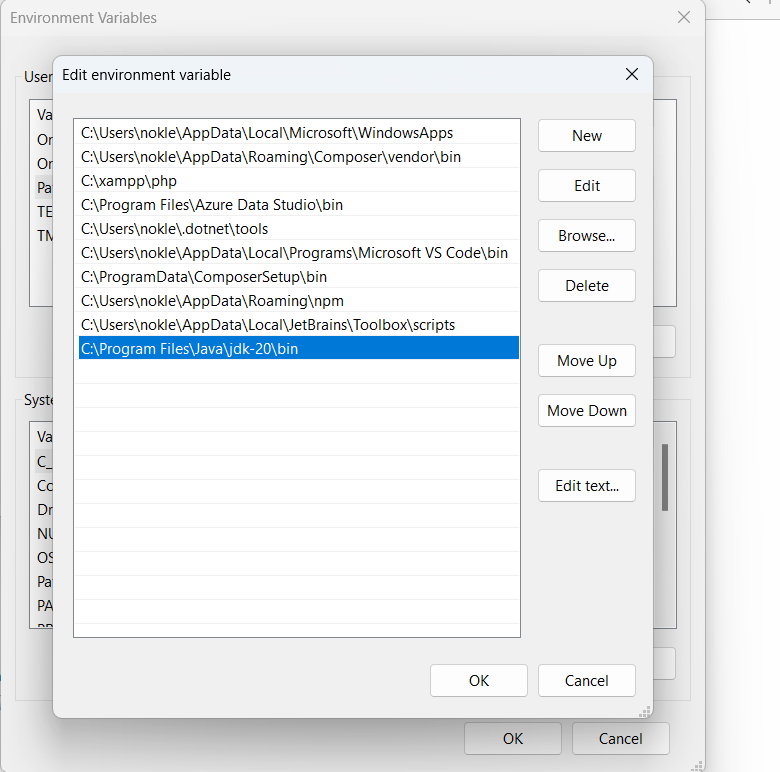 Environment Variables
User
Edit environment variable
Va
On
On
Pa
TE
TM
C:\Users\nokle\AppData\Local\Microsoft\WindowsApps
C:\Users\nokle\AppData\Roaming\Composer\vendor\bin
C:\xampp\php
C:\Program Files\Azure Data Studio\bin
C:\Users\nokle\.dotnet\tools
C:\Users\nokle\AppData\Local\Programs\Microsoft VS Code\bin
C:\ProgramData\ComposerSetup\bin
C:\Users\nokle\AppData\Roaming\npm
C:\Users\nokle\AppData\Local\JetBrains\Toolbox\scripts
C:\Program Files\Java\jdk-20\bin
New
Edit
Browse...
Delete
Move Up
Move Down
Edit text...
Syste
Va
C_
Co
Dr
NU
OS
Pa
PA
OK
Cancel
OK
Cancel